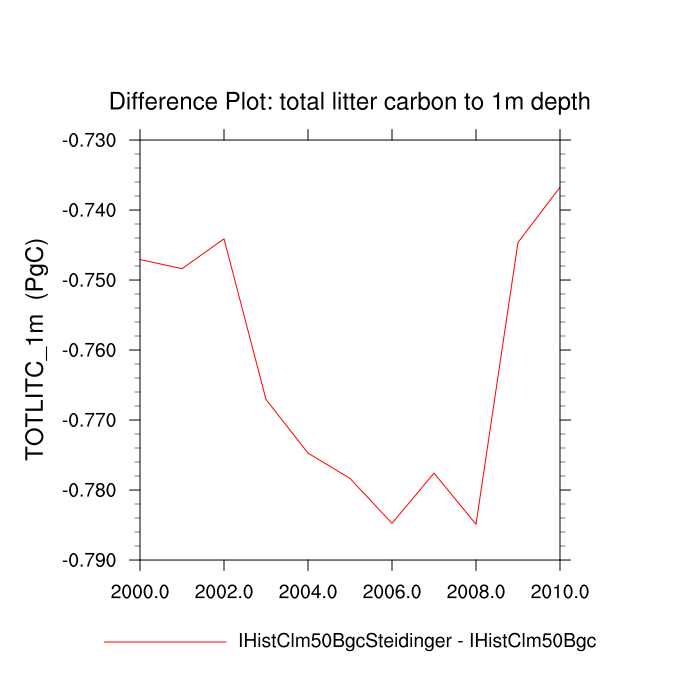 Difference Plot: total litter carbon to 1m depth
-0.730
-0.740
-0.750
-0.760
-0.770
-0.780
-0.790
TOTLITC_1m (PgC)
2000.0 2002.0 2004.0 2006.0 2008.0 2010.0
IHistClm50BgcSteidinger - IHistClm50Bgc